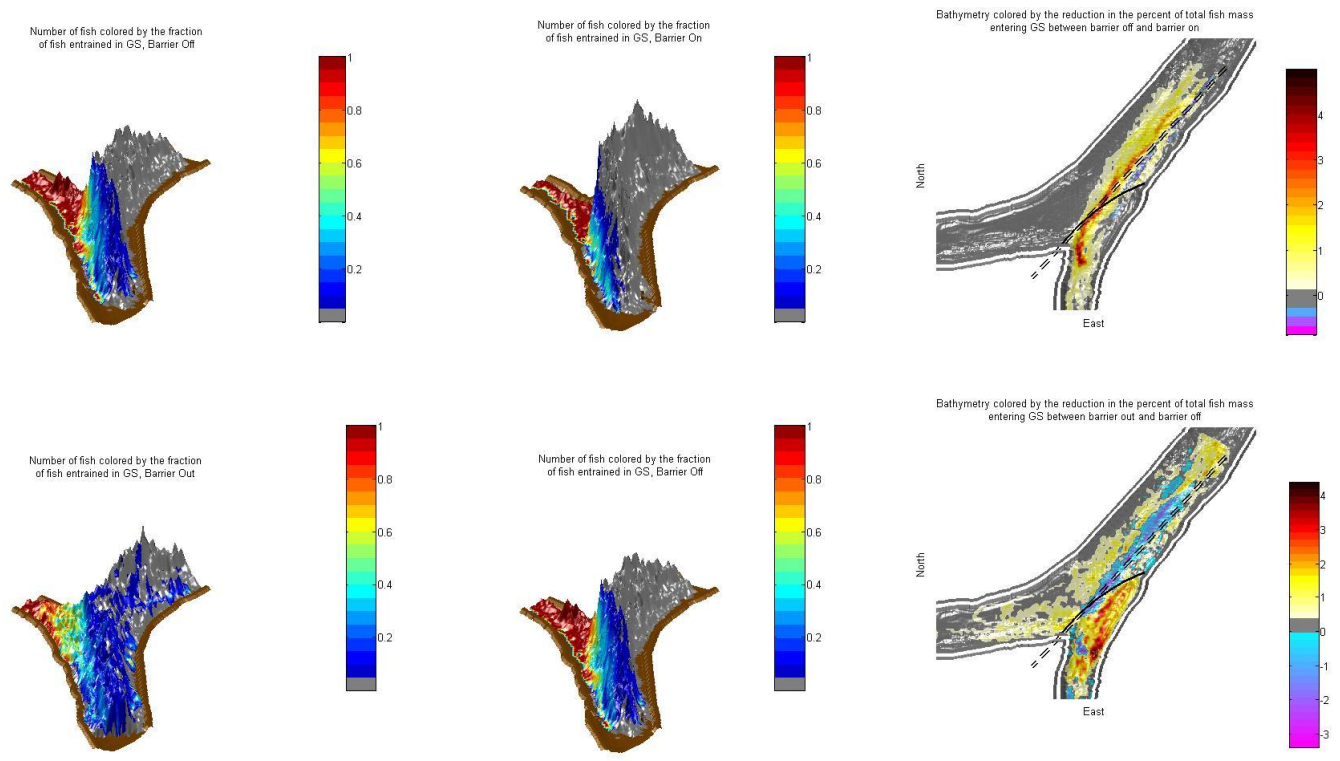 Number of fish colored by the fraction
of fish entrained in GS, Barrier Off
1
0.8
0.6
0.4
0.2
Number of fish colored by the fraction
of fish entrained in GS, Barrier On
1
0.8
0.6
0.4
0.2
Bathymetry colored by the reduction in the percent of total fish mass
entering GS between barrier off and barrier on
North
East
4
3
2
1
0
Number of fish colored by the fraction
of fish entrained in GS, Barrier Out
1
0.8
0.6
0.4
0.2
Number of fish colored by the fraction
of fish entrained in GS, Barrier Off
1
0.8
0.6
0.4
0.2
Bathymetry colored by the reduction in the percent of total fish mass
entering GS between barrier out and barrier off
North
East
4
3
2
1
0
-1
-2
-3